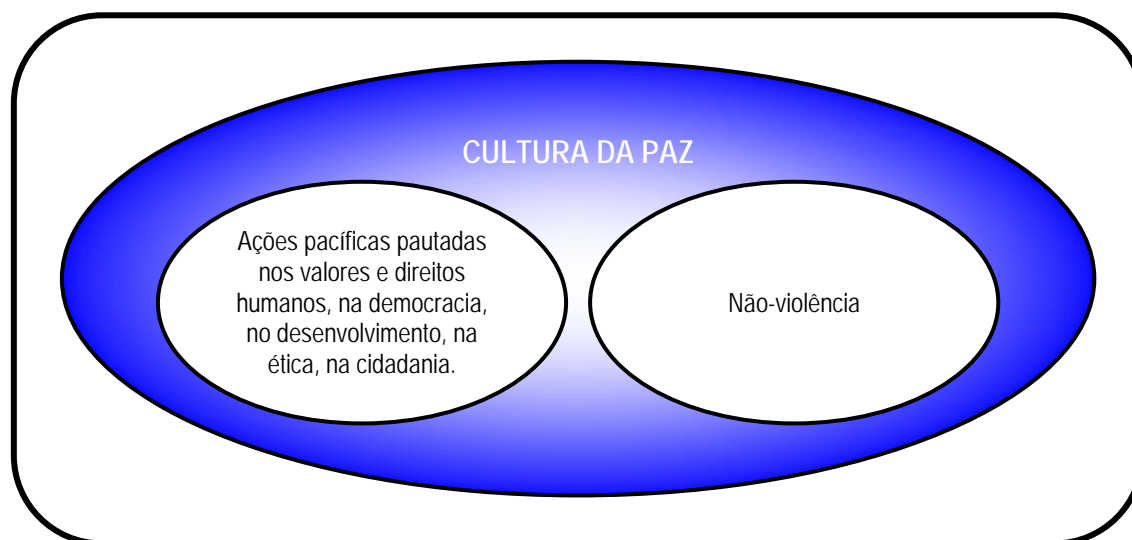 CULTURA DA PAZ
Ações pacíficas pautadas
nos valores e direitos
humanos, na democracia,
no desenvolvimento, na
ética, na cidadania.
Não-violência